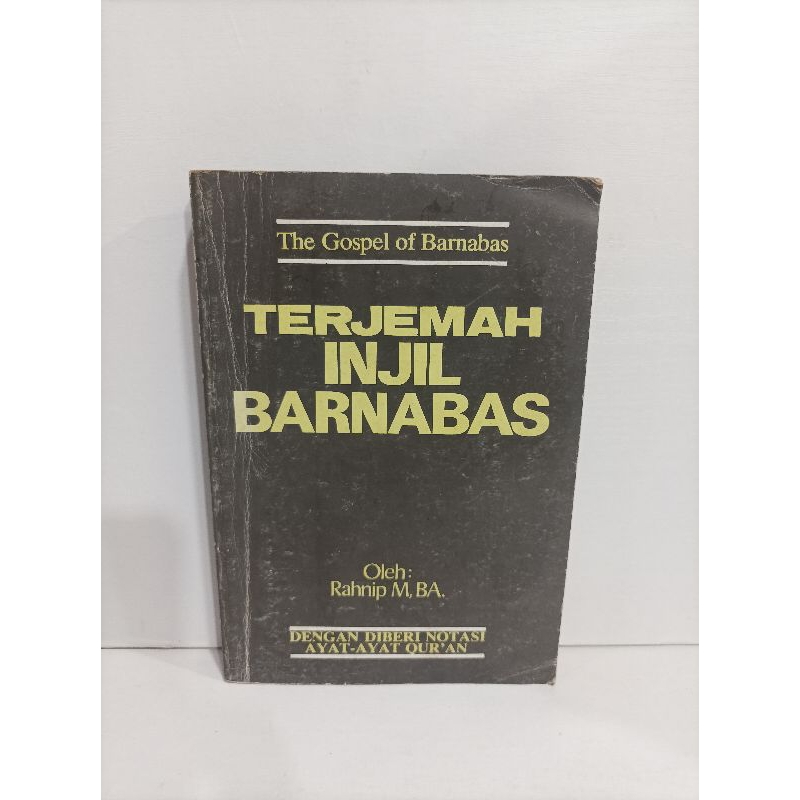 The Gospel of Barnabas
TERJEMAH
INJIL
BARNABAS
Oleh:
Rahnip M, BA.
DENGAN DIBERI NOTASI
AYAT-AYAT QUR'AN